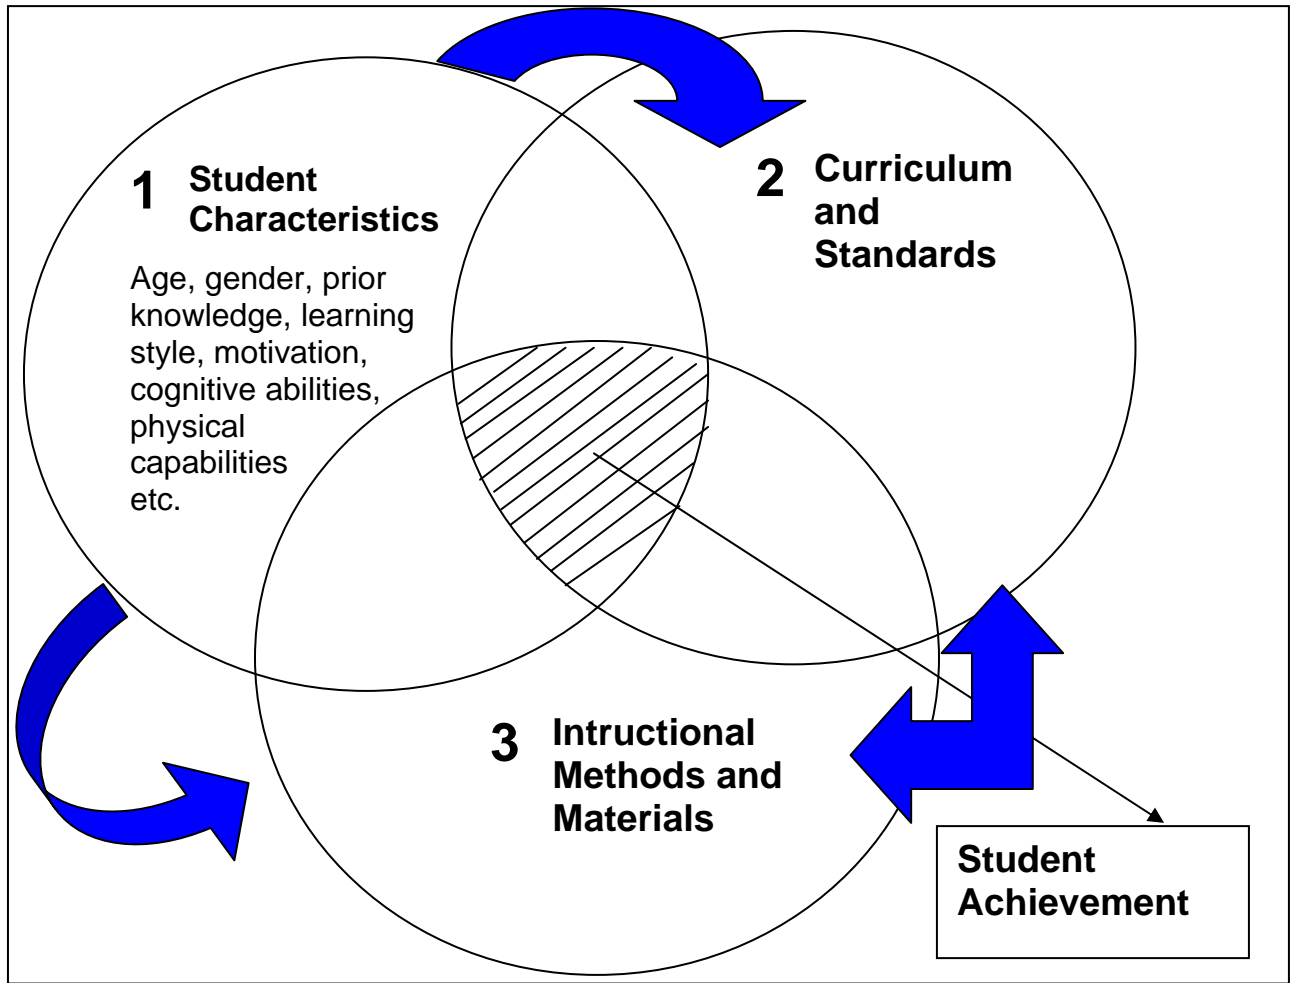 1 Student
Characteristics
Age, gender, prior
knowledge, learning
style, motivation,
cognitive abilities,
physical
capabilities
etc.
2 Curriculum
and
Standards
3 Intructional
Methods and
Materials
Student
Achievement